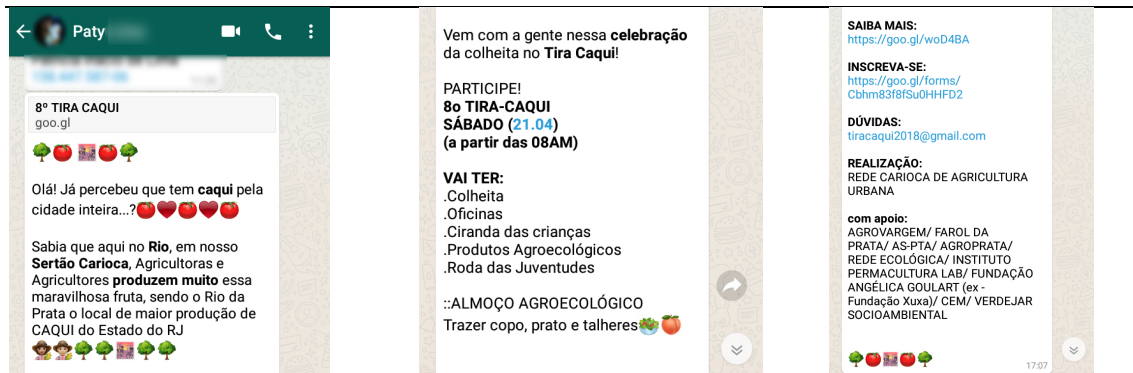 Paty
8º TIRA CAQUI
goo.gl
Olá! Já percebeu que tem caqui pela
cidade inteira...?
Sabia que aqui no Rio, em nosso
Sertão Carioca, Agricultoras e
Agricultores produzem muito essa
maravilhosa fruta, sendo o Rio da
Prata o local de maior produção de
CAQUI do Estado do RJ
Vem com a gente nessa celebração
da colheita no Tira Caqui!
PARTICIPE!
8o TIRA-CAQUI
SÁBADO (21.04)
(a partir das 08AM)
VAI TER:
.Colheita
.Oficinas
.Ciranda das crianças
.Produtos Agroecológicos
.Roda das Juventudes
::ALMOÇO AGROECOLÓGICO
Trazer copo, prato e talheres
SAIBA MAIS:
https://goo.gl/woD4BA
INSCREVA-SE:
https://goo.gl/forms/
Cbhm83f8fSu0HHFD2
DÚVIDAS:
tiracaqui2018@gmail.com
REALIZAÇÃO:
REDE CARIOCA DE AGRICULTURA
URBANA
com apoio:
AGROVARGEM/ FAROL DA
PRATA/ AS-PTA/ AGROPRATA/
REDE ECOLÓGICA/ INSTITUTO
PERMACULTURA LAB/ FUNDAÇÃO
ANGÉLICA GOULART (ex -
Fundação Xuxa)/ CEM/ VERDEJAR
SOCIOAMBIENTAL
17:07